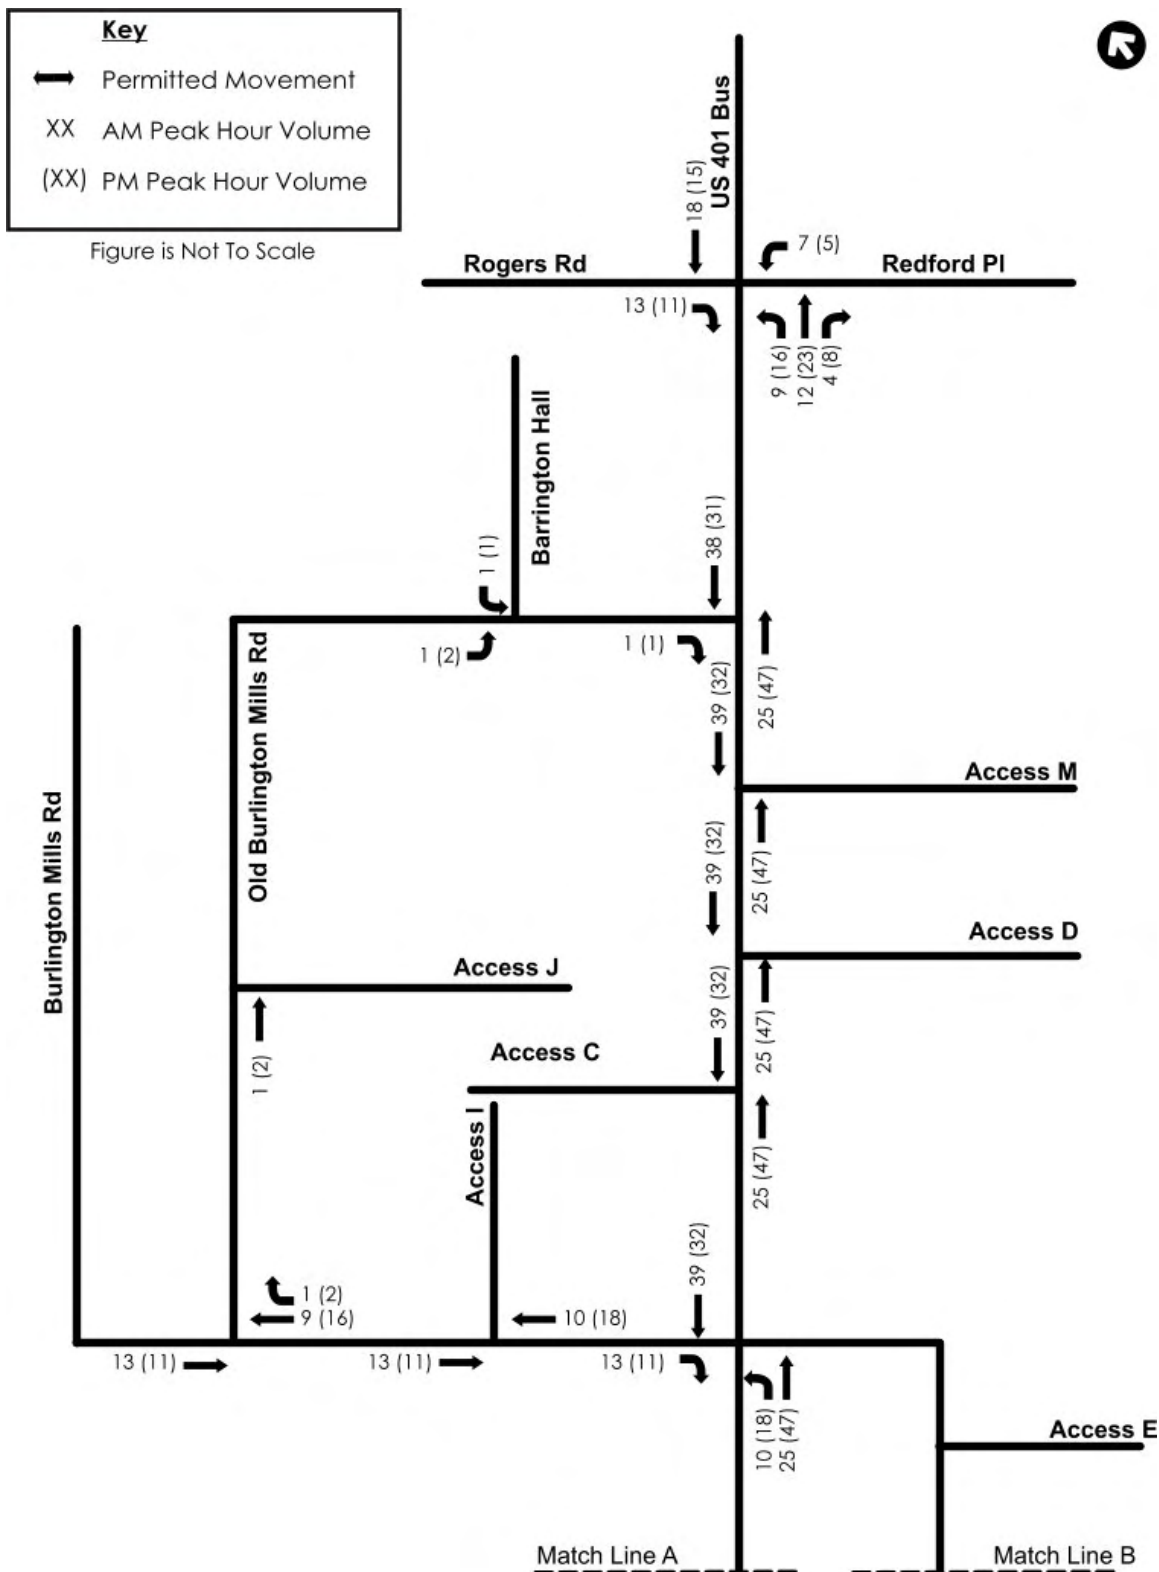 Key
Permitted Movement
XX AM Peak Hour Volume
(XX) PM Peak Hour Volume
Figure is Not To Scale
US 401 Bus
18 (15)
7 (5)
Rogers Rd
Redford Pl
13 (11)
9 (16)
12 (23)
4 (8)
Barrington Hall
38 (31)
1 (1)
1 (2)
1 (1)
Old Burlington Mills Rd
39 (32)
25 (47)
Access M
Burlington Mills Rd
39 (32)
25 (47)
Access D
Access J
39 (32)
25 (47)
Access C
1 (2)
Access I
25 (47)
39 (32)
1 (2)
9 (16)
10 (18)
13 (11)
13 (11)
13 (11)
10 (18)
25 (47)
Access E
Match Line A
Match Line B